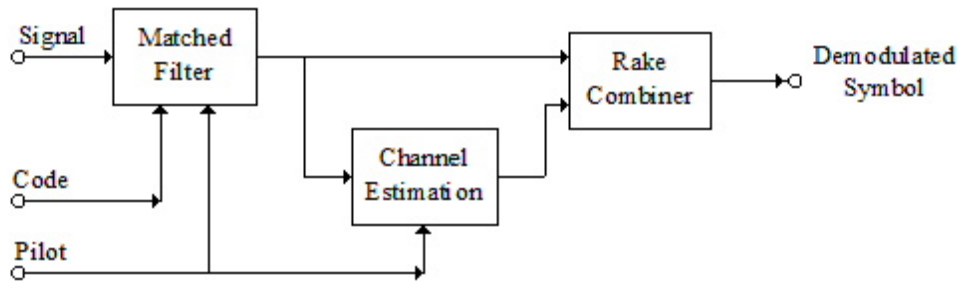 Signal
Matched
Filter
Rake
Combiner
Demodulated
Symbol
Channel
Estimation
Code
Pilot